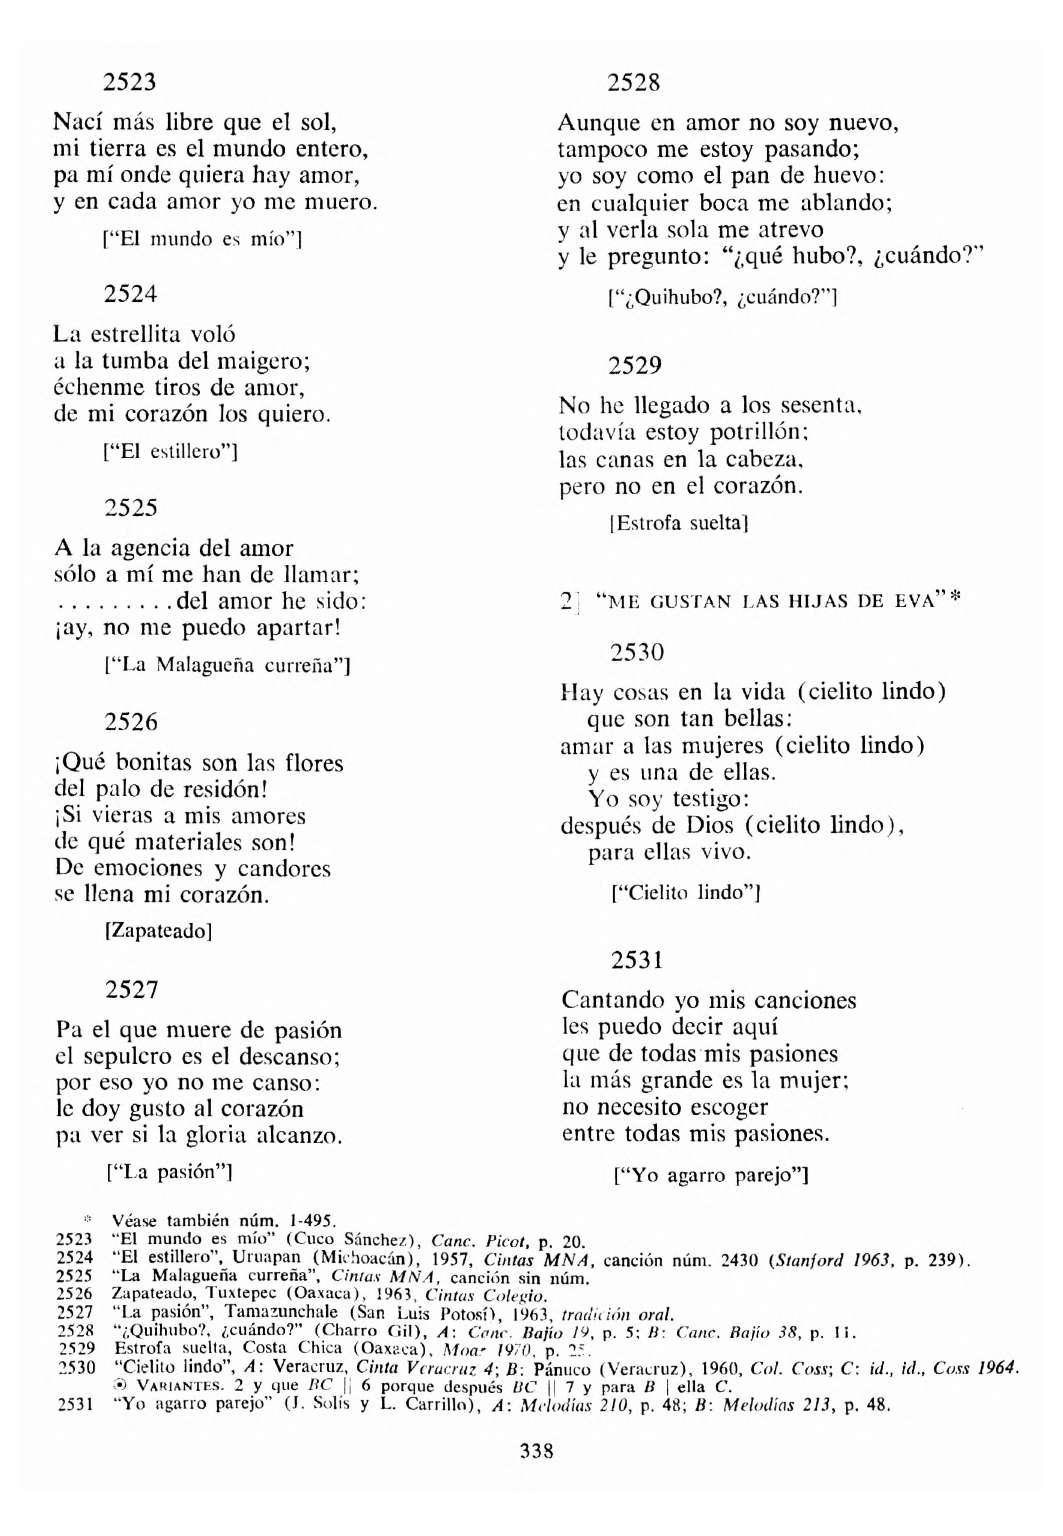 2523
Nací más libre que el sol,
mi tierra es el mundo entero,
pa mí onde quiera hay amor,
y en cada amor yo me muero.
[“El mundo es mío”]
2524
La estrellita voló
a la tumba del maigero;
échenme tiros de amor,
de mi corazón los quiero.
[“El estillero”]
2525
A la agencia del amor
sólo a mí me han de llamar;
.........del amor he sido:
¡ay, no me puedo apartar!
[“La Malagueña curreña”]
2526
¡Qué bonitas son las flores
del palo de residón!
¡Si vieras a mis amores
de qué materiales son!
De emociones y candores
se llena mi corazón.
[Zapateado]
2527
Pa el que muere de pasión
el sepulcro es el descanso;
por eso yo no me canso:
le doy gusto al corazón
pa ver si la gloria alcanzo.
[“La pasión”]
2528
Aunque en amor no soy nuevo,
tampoco me estoy pasando;
yo soy como el pan de huevo:
en cualquier boca me ablando;
y al verla sola me atrevo
y le pregunto: “¿qué hubo?, ¿cuándo?”
[“¿Quihubo?, ¿cuándo?”]
2529
No he llegado a los sesenta,
todavía estoy potrillón;
las canas en la cabeza,
pero no en el corazón.
[Estrofa suelta]
2] “ME GUSTAN LAS HIJAS DE EVA”*
2530
Hay cosas en la vida (cielito lindo)
que son tan bellas:
amar a las mujeres (cielito lindo)
y es una de ellas.
Yo soy testigo:
después de Dios (cielito lindo),
para ellas vivo.
[“Cielito lindo”]
2531
Cantando yo mis canciones
les puedo decir aquí
que de todas mis pasiones
la más grande es la mujer;
no necesito escoger
entre todas mis pasiones.
[“Yo agarro parejo”]
* Véase también núm. 1-495.
2523 “El mundo es mío” (Cuco Sánchez), Canc. Picot, p. 20.
2524 “El estillero”, Uruapan (Michoacán), 1957, Cintas MNA, canción núm. 2430 (Stanford 1963, p. 239).
2525 “La Malagueña curreña”, Cintas MNA, canción sin núm.
2526 Zapateado, Tuxtepec (Oaxaca), 1963, Cintas Colegio.
2527 “La pasión”, Tamazunchale (San Luis Potosí), 1963, tradición oral.
2528 “¿Quihubo?, ¿cuándo?” (Charro Gil), A: Canc. Bajío 19, p. 5; B: Canc. Bajío 38, p. 11.
2529 Estrofa suelta, Costa Chica (Oaxaca), 1970, p. 25.
2530 “Cielito lindo”, A: Veracruz, Cinta Veracruz 4; B: Pánuco (Veracruz), 1960, Col. Coss; C: id., id., Coss 1964.
⊙ VARIANTES. 2 y que BC || 6 porque después BC || 7 y para B | ella C.
2531 “Yo agarro parejo” (J. Solís y L. Carrillo), A: Melodías 210, p. 48; B: Melodías 213, p. 48.
338